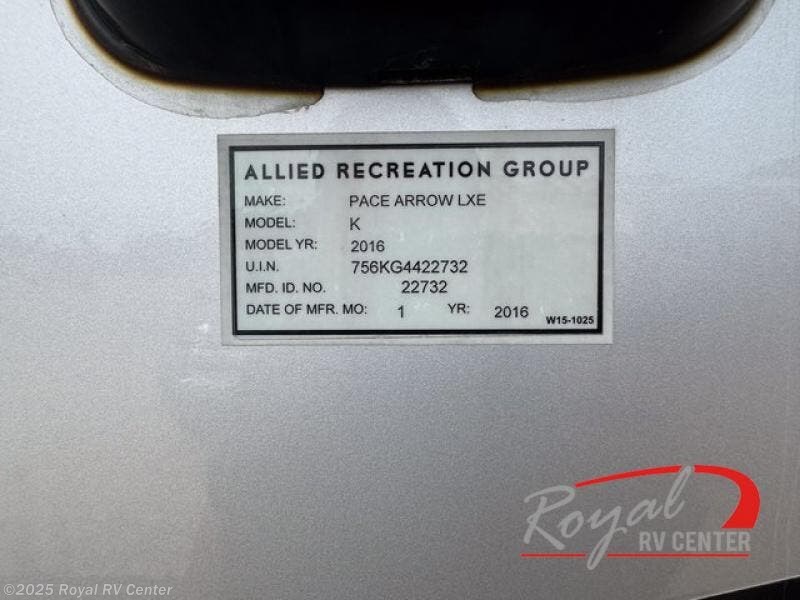 ALLIED RECREATION GROUP
MAKE: PACE ARROW LXE
MODEL: K
MODEL YR: 2016
U.I.N. 756KG4422732
MFD. ID. NO. 22732
DATE OF MFR. MO: 1 YR: 2016 W15-1025
Royal
RV CENTER
©2025 Royal RV Center